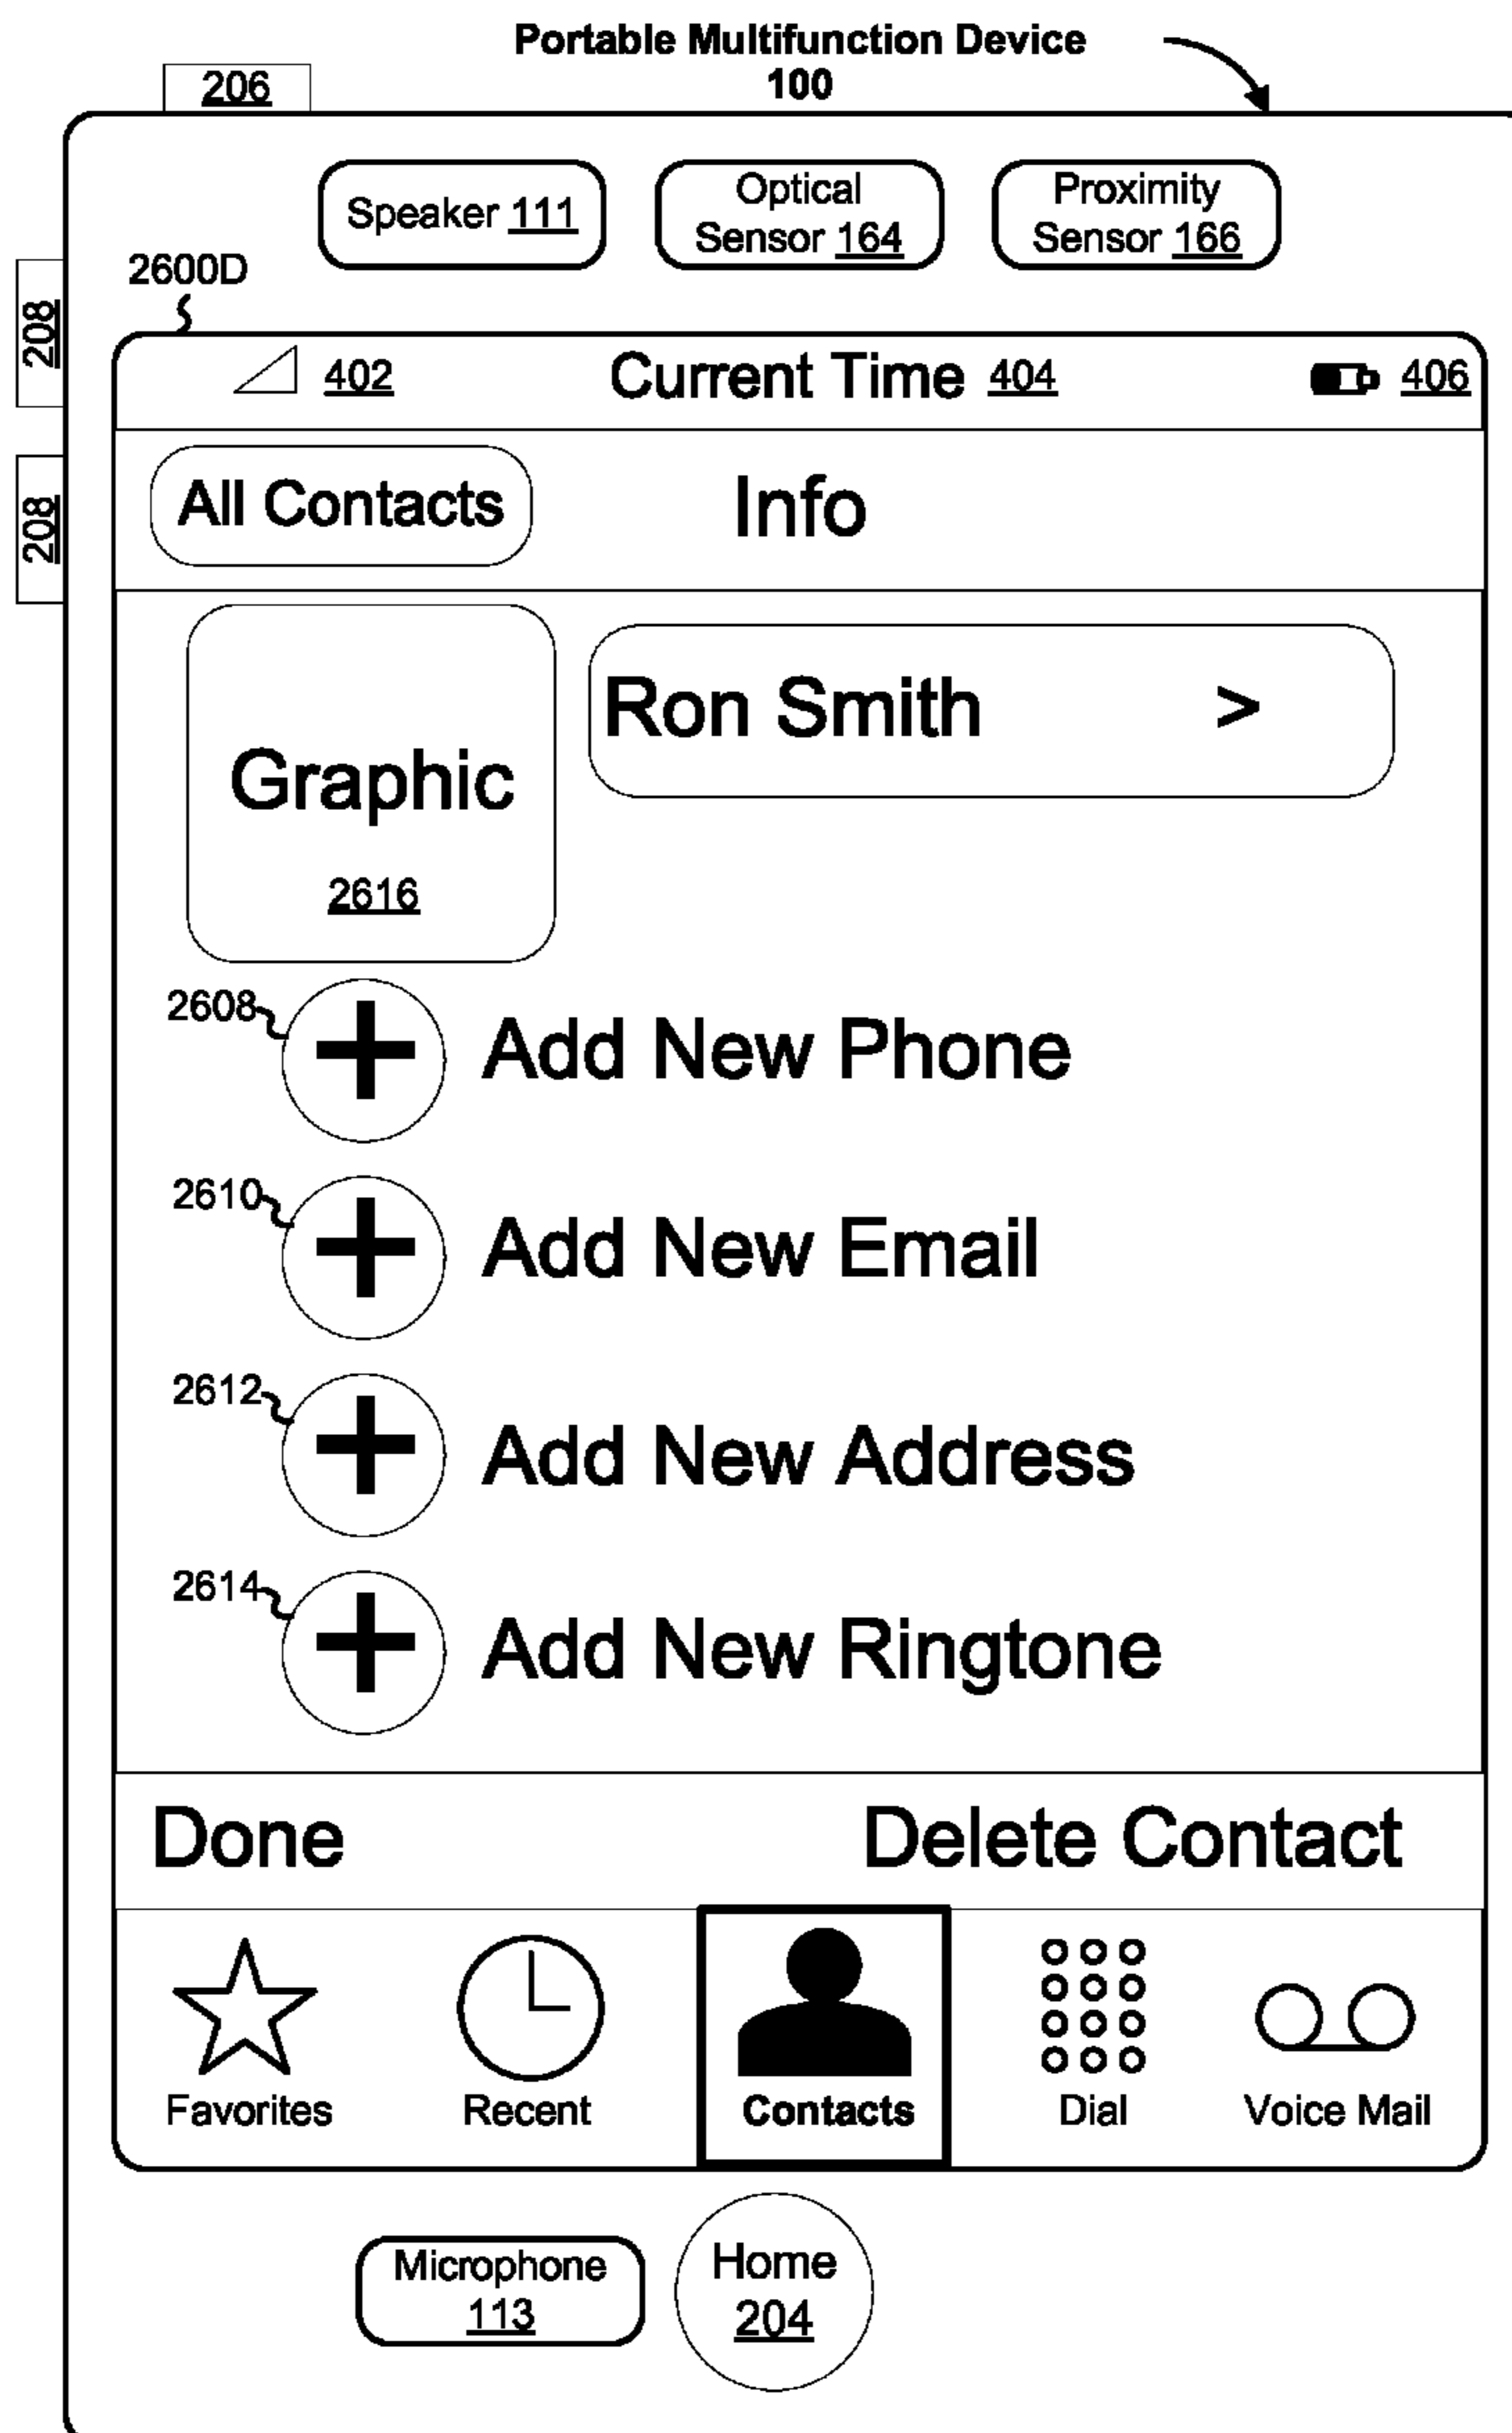 Portable Multifunction Device
100
206
Speaker 111
Optical
Sensor 164
Proximity
Sensor 166
2600D
208
208
402
Current Time 404
406
All Contacts
Info
Ron Smith >
Graphic
2616
2608
Add New Phone
2610
Add New Email
2612
Add New Address
2614
Add New Ringtone
Done
Delete Contact
Favorites
Recent
Contacts
Dial
Voice Mail
Microphone
113
Home
204